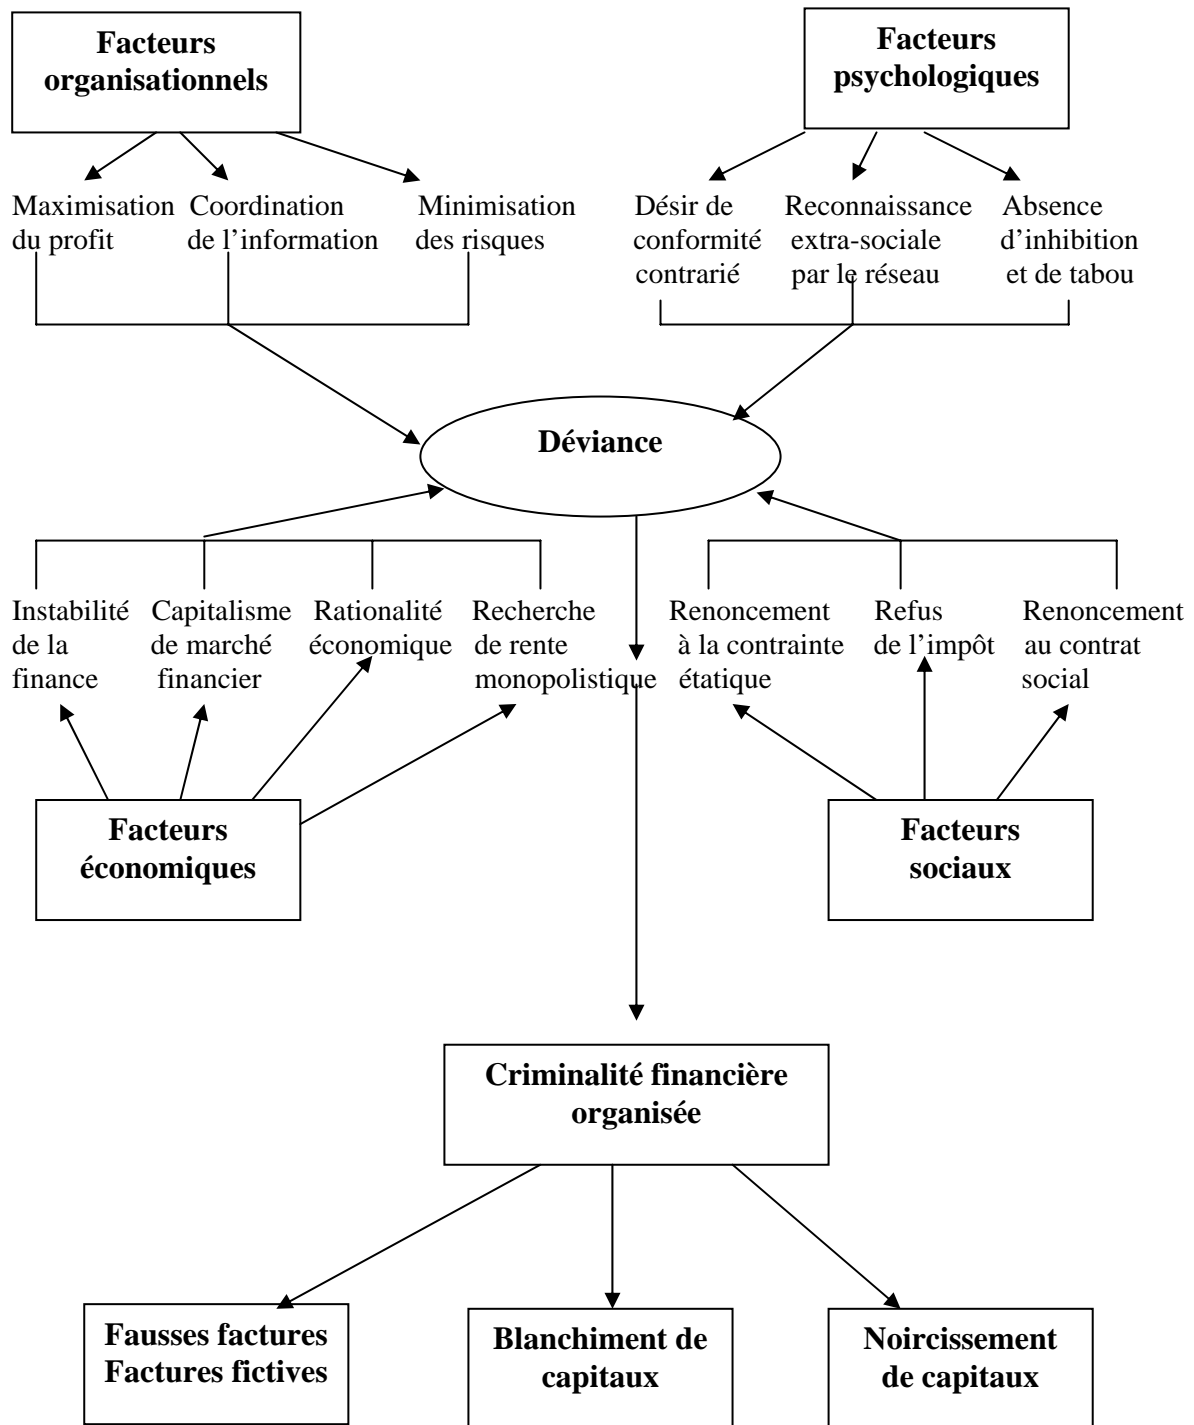 Facteurs
organisationnels
Facteurs
psychologiques
Maximisation
du profit
Coordination
de l’information
Minimisation
des risques
Désir de
conformité
contrarié
Reconnaissance
extra-sociale
par le réseau
Absence
d’inhibition
et de tabou
Déviance
Instabilité
de la
finance
Capitalisme
de marché
financier
Rationalité
économique
Recherche
de rente
monopolistique
Renoncement
à la contrainte
étatique
Refus
de l’impôt
Renoncement
au contrat
social
Facteurs
économiques
Facteurs
sociaux
Criminalité financière
organisée
Fausses factures
Factures fictives
Blanchiment de
capitaux
Noircissement
de capitaux